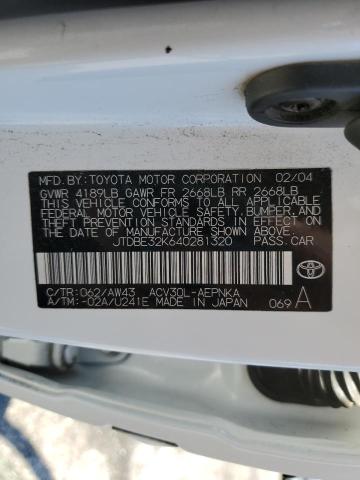 MFD. BY: TOYOTA MOTOR CORPORATION 02/04
GVWR 4189LB GAWR FR 2668LB RR 2668LB
THIS VEHICLE CONFORMS TO ALL APPLICABLE
FEDERAL MOTOR VEHICLE SAFETY, BUMPER, AND
THEFT PREVENTION STANDARDS IN EFFECT ON
THE DATE OF MANUFACTURE SHOWN ABOVE.
JTDBE32K640281320 PASS. CAR
C/TR: 062/AW43 ACV30L-AEPNKA
A/TM: -02A/U241E MADE IN JAPAN 069 A